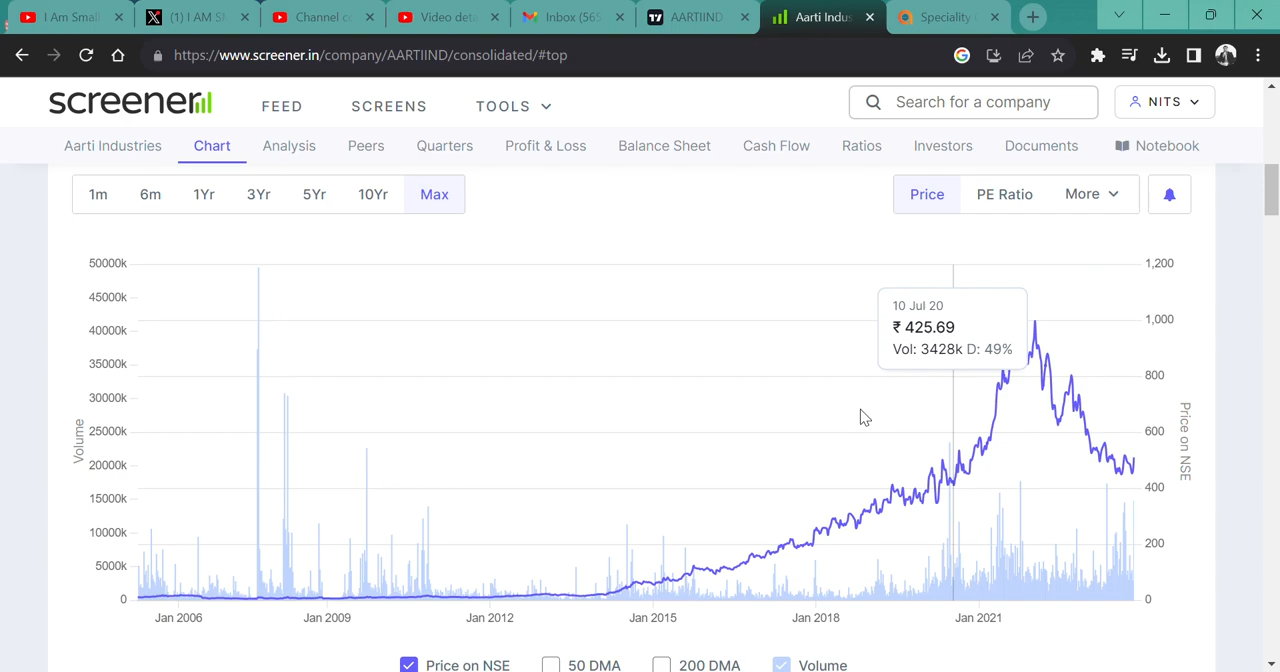 I am Small
(1) I AM SM
Channel co
Video deta
Inbox (565
AARTIIND
Aarti Indus
Speciality
https://www.screener.in/company/AARTIIND/consolidated/#top
screener
FEED
SCREENS
TOOLS
Search for a company
NITS
Aarti Industries
Chart
Analysis
Peers
Quarters
Profit & Loss
Balance Sheet
Cash Flow
Ratios
Investors
Documents
Notebook
1m
6m
1Yr
3Yr
5Yr
10Yr
Max
Price
PE Ratio
More
50000k
45000k
40000k
35000k
30000k
25000k
20000k
15000k
10000k
5000k
0
Volume
10 Jul 20
₹ 425.69
Vol: 3428k D: 49%
1,200
1,000
800
600
400
200
0
Price on NSE
Jan 2006
Jan 2009
Jan 2012
Jan 2015
Jan 2018
Jan 2021
Price on NSE
50 DMA
200 DMA
Volume